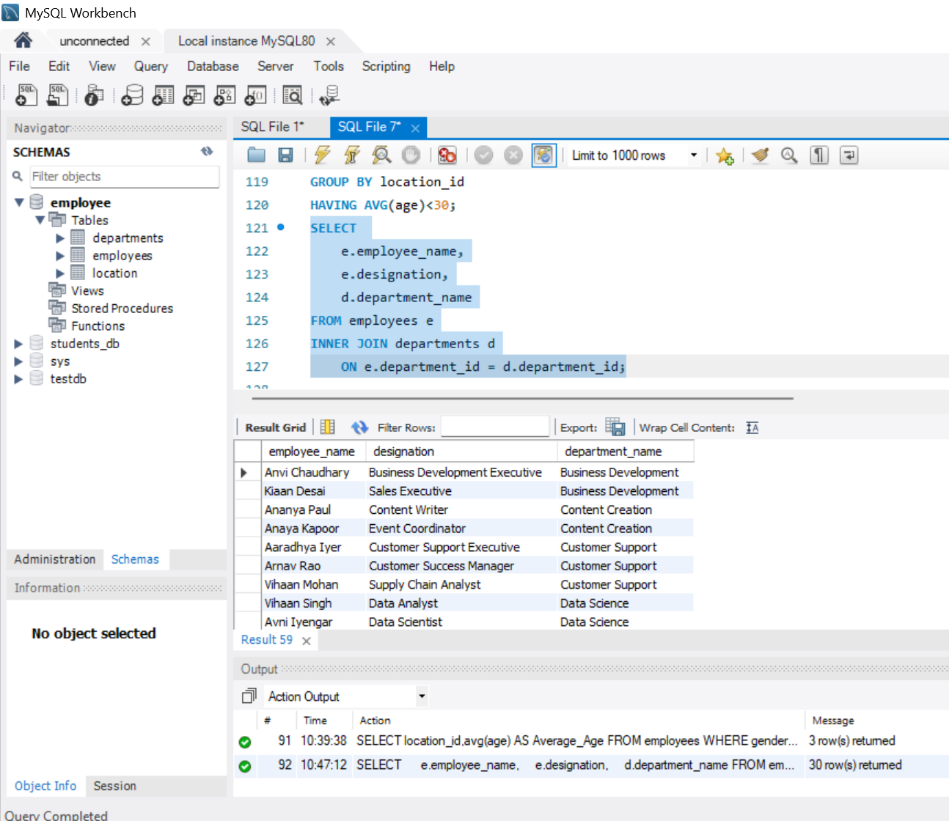 MySQL Workbench
unconnected Local instance MySQL80
File Edit View Query Database Server Tools Scripting Help
Navigator
SCHEMAS
Filter objects
employee
Tables
departments
employees
location
Views
Stored Procedures
Functions
students_db
sys
testdb
Administration Schemas
Information
No object selected
Object Info Session
Query Completed
SQL File 1* SQL File 7*
Limit to 1000 rows
119 GROUP BY location_id
120 HAVING AVG(age)<30;
121 SELECT
122 e.employee_name,
123 e.designation,
124 d.department_name
125 FROM employees e
126 INNER JOIN departments d
127 ON e.department_id = d.department_id;
128
Result Grid Filter Rows: Export: Wrap Cell Content:
employee_name designation department_name
Anvi Chaudhary Business Development Executive Business Development
Kiaan Desai Sales Executive Business Development
Ananya Paul Content Writer Content Creation
Anaya Kapoor Event Coordinator Content Creation
Aaradhya Iyer Customer Support Executive Customer Support
Arnav Rao Customer Success Manager Customer Support
Vihaan Mohan Supply Chain Analyst Customer Support
Vihaan Singh Data Analyst Data Science
Avni Iyengar Data Scientist Data Science
Result 59
Output
Action Output
# Time Action Message
91 10:39:38 SELECT location_id,avg(age) AS Average_Age FROM employees WHERE gender... 3 row(s) returned
92 10:47:12 SELECT e.employee_name, e.designation, d.department_name FROM em... 30 row(s) returned